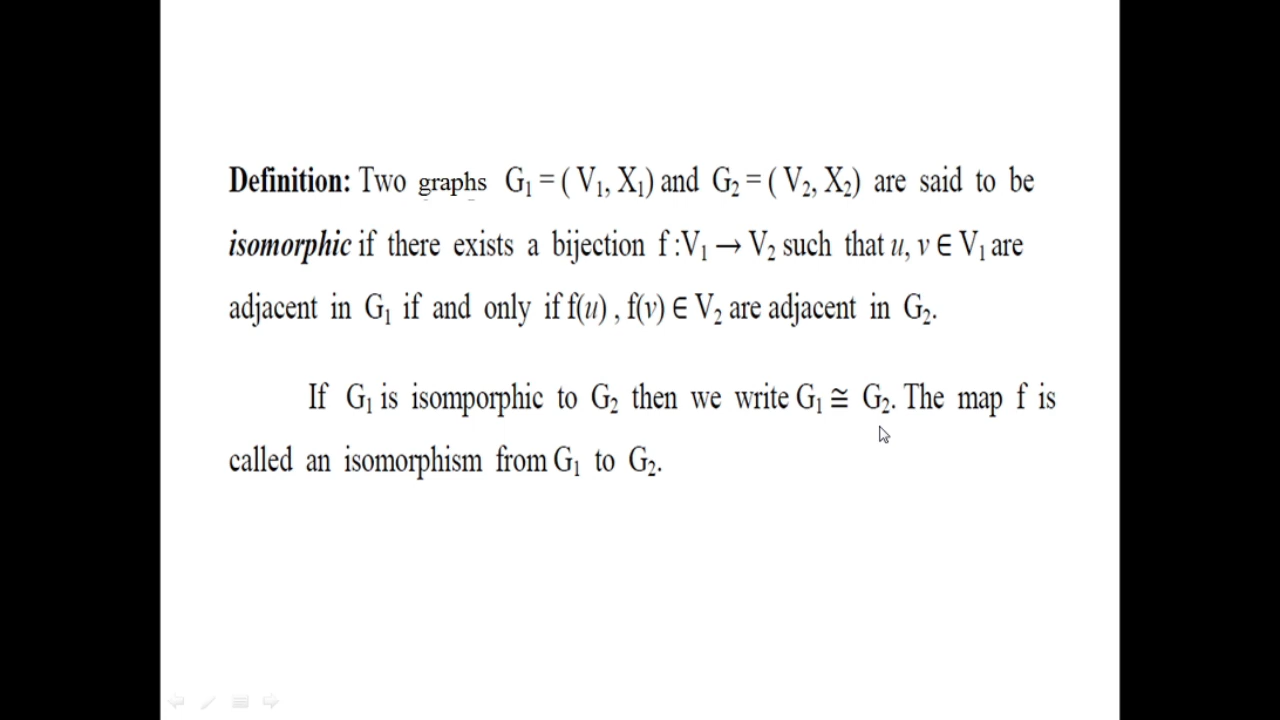 Definition: Two graphs G₁ = ( V₁, X₁) and G₂ = ( V₂, X₂) are said to be
isomorphic if there exists a bijection f :V₁ → V₂ such that u, v ∈ V₁ are
adjacent in G₁ if and only if f(u) , f(v) ∈ V₂ are adjacent in G₂.
If G₁ is isomporphic to G₂ then we write G₁ ≅ G₂. The map f is
called an isomorphism from G₁ to G₂.